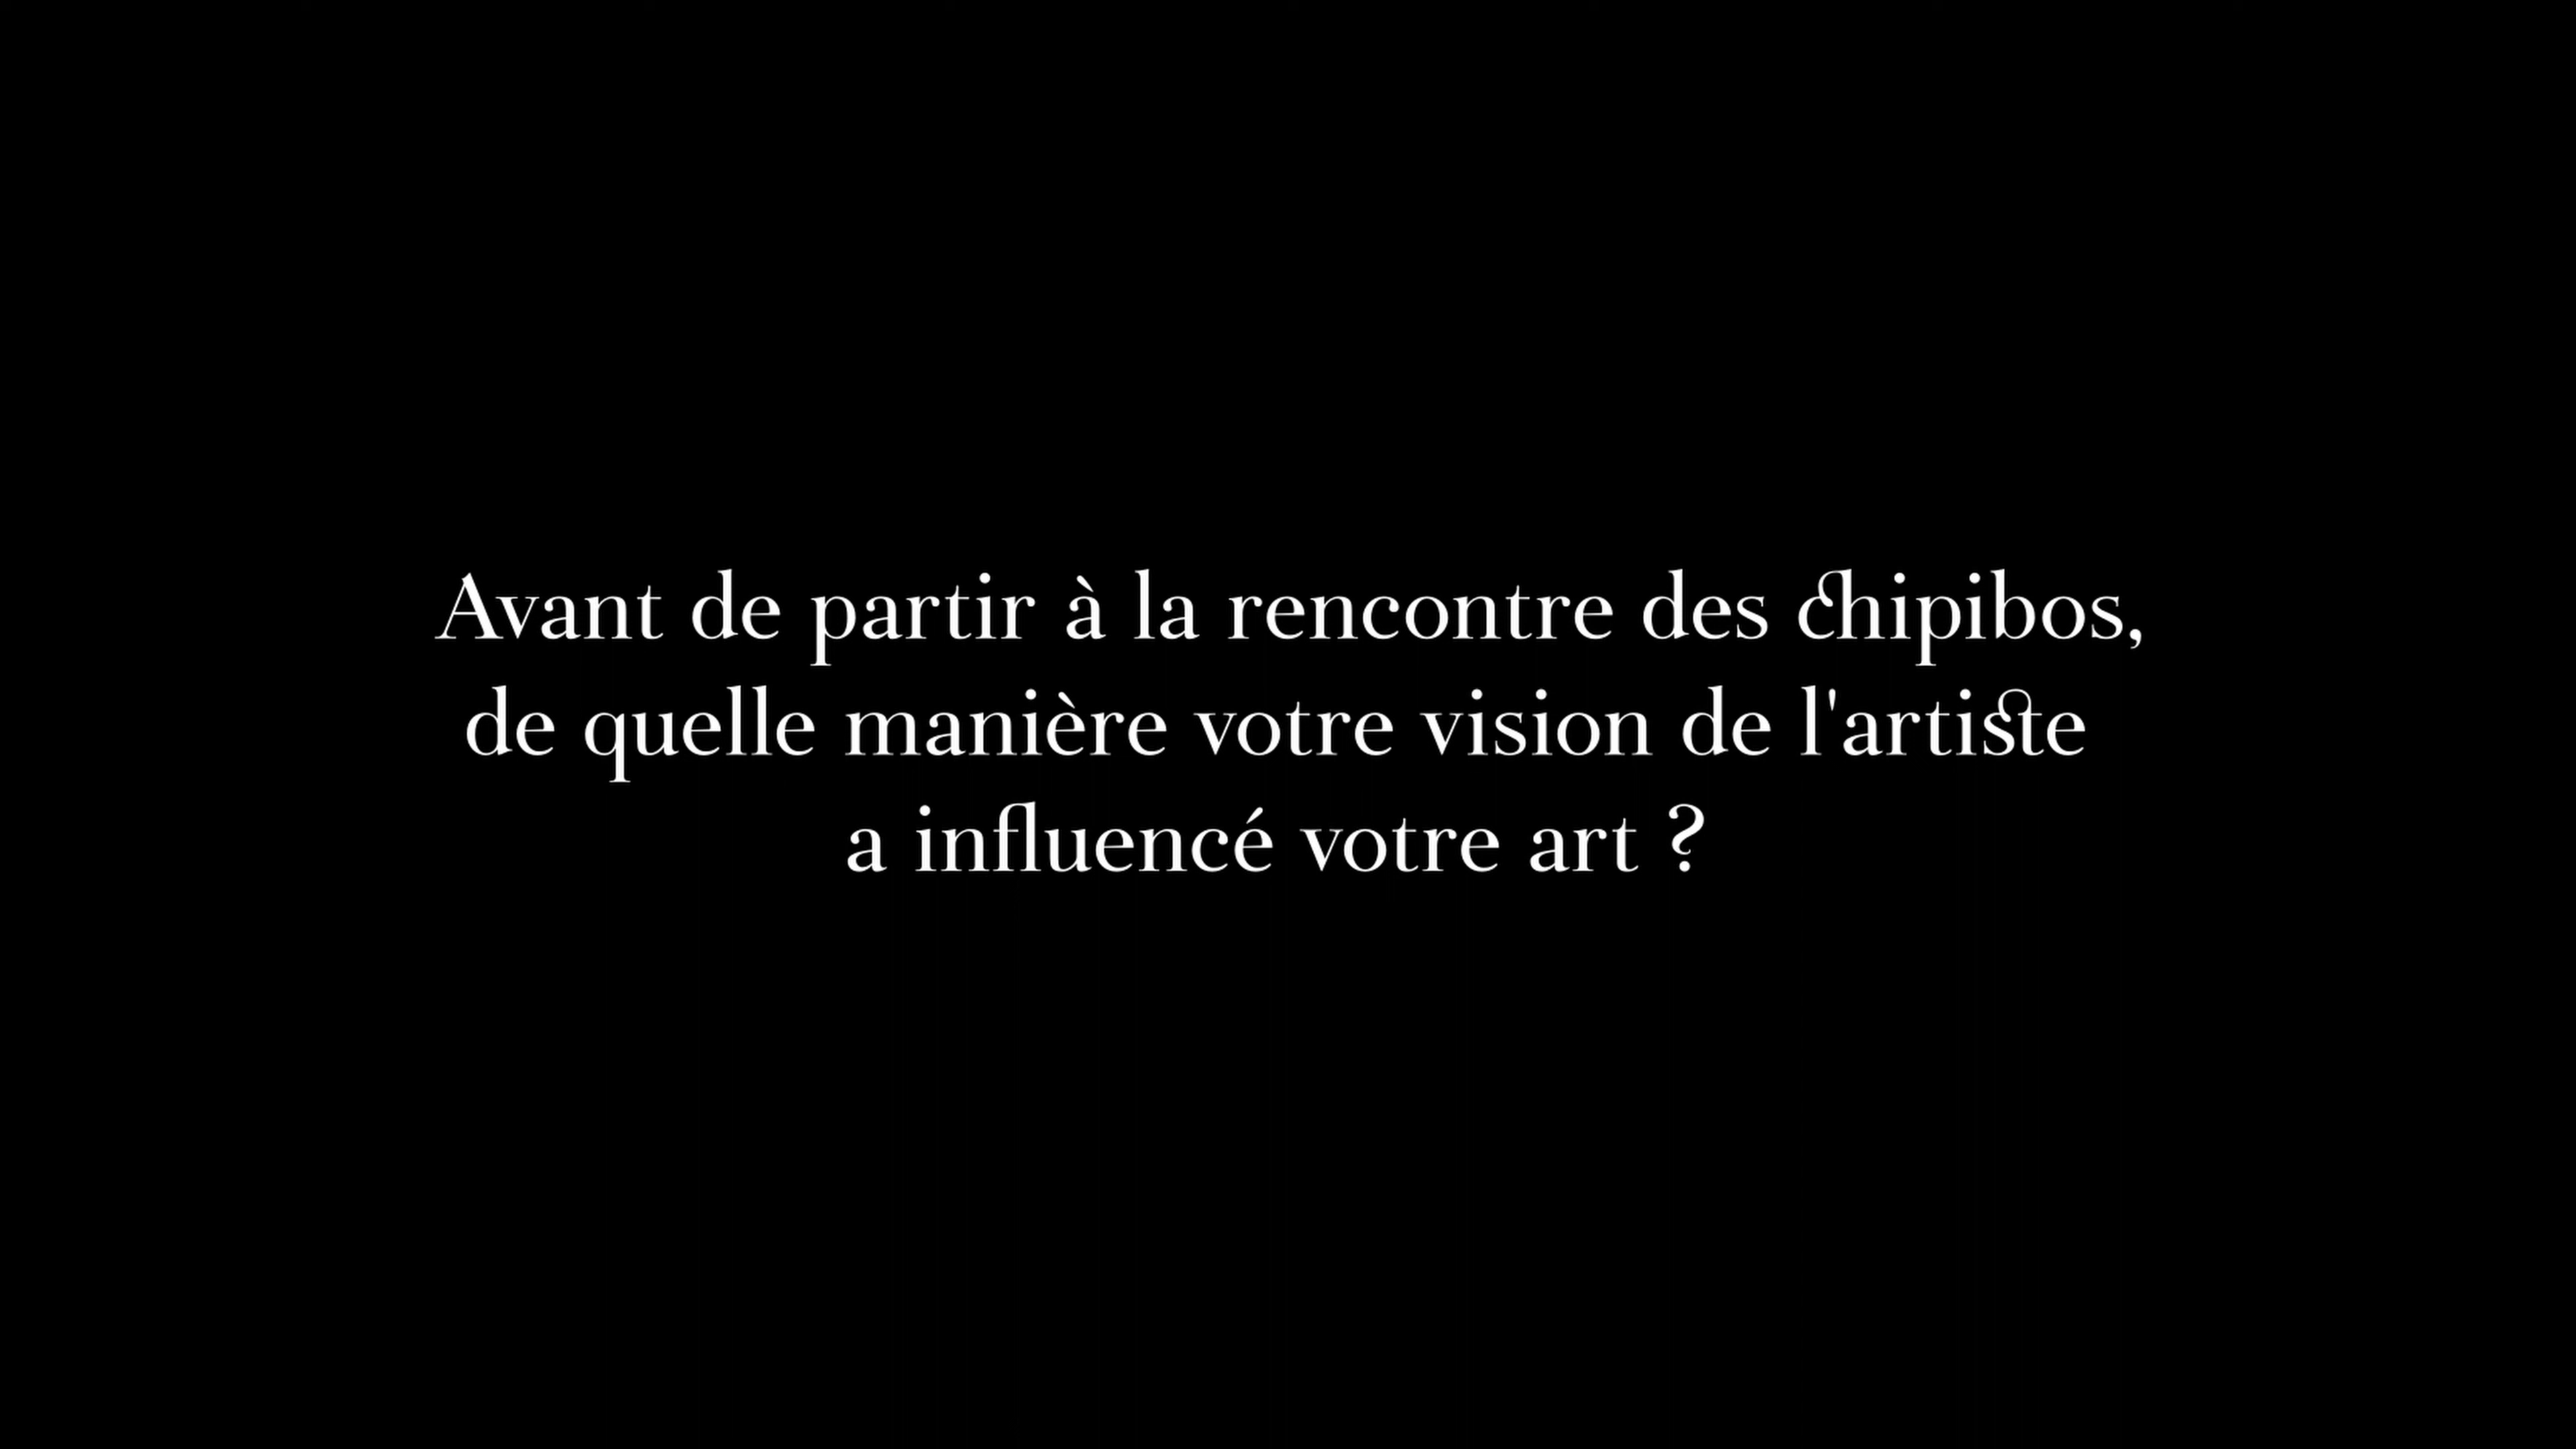 Avant de partir à la rencontre des chipibos,
de quelle manière votre vision de l'artiste
a influencé votre art ?